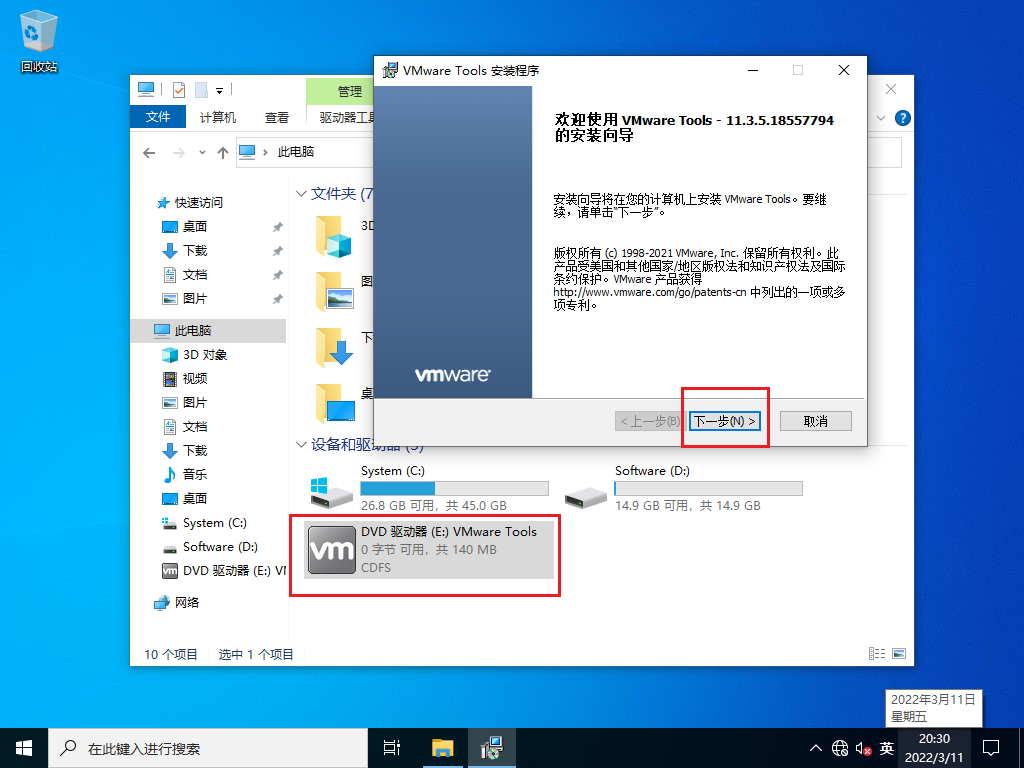 回收站
管理
文件
计算机
查看
驱动器工具
此电脑
快速访问
桌面
下载
文档
图片
此电脑
3D 对象
视频
图片
文档
下载
音乐
桌面
System (C:)
Software (D:)
DVD 驱动器 (E:) VM
网络
文件夹 (7
3D
图
下
桌
设备和驱动器 (3)
System (C:)
26.8 GB 可用，共 45.0 GB
Software (D:)
14.9 GB 可用，共 14.9 GB
vm
DVD 驱动器 (E:) VMware Tools
0 字节 可用，共 140 MB
CDFS
10 个项目
选中 1 个项目
VMware Tools 安装程序
欢迎使用 VMware Tools - 11.3.5.18557794
的安装向导
安装向导将在您的计算机上安装 VMware Tools。要继
续，请单击“下一步”。
版权所有 (c) 1998-2021 VMware, Inc. 保留所有权利。此
产品受美国和其他国家/地区版权法和知识产权法及国际
条约保护。VMware 产品获得
http://www.vmware.com/go/patents-cn 中列出的一项或多
项专利。
vmware
< 上一步(B)
下一步(N) >
取消
2022年3月11日
星期五
在此键入进行搜索
英
20:30
2022/3/11